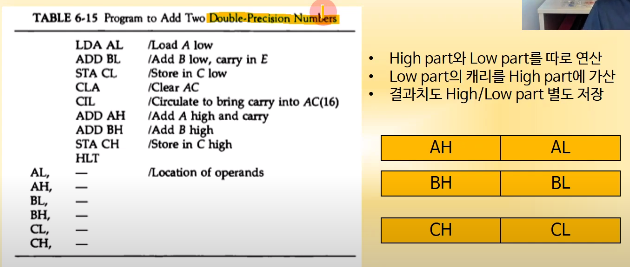 TABLE 6-15 Program to Add Two Double-Precision Numbers
LDA AL /Load A low
ADD BL /Add B low, carry in E
STA CL /Store in C low
CLA /Clear AC
CIL /Circulate to bring carry into AC(16)
ADD AH /Add A high and carry
ADD BH /Add B high
STA CH /Store in C high
HLT
AL, — /Location of operands
AH, —
BL, —
BH, —
CL, —
CH, —
• High part와 Low part를 따로 연산
• Low part의 캐리를 High part에 가산
• 결과치도 High/Low part 별도 저장
AH AL
BH BL
CH CL